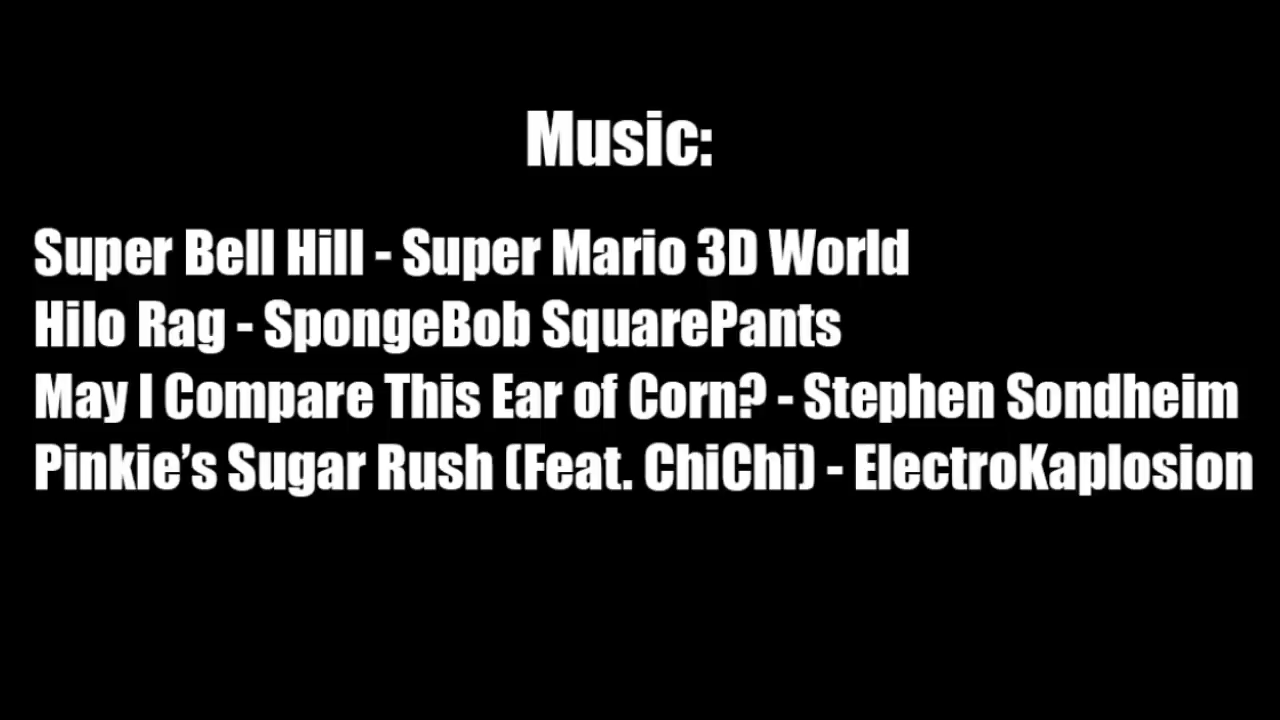 Music:
Super Bell Hill - Super Mario 3D World
Hilo Rag - SpongeBob SquarePants
May I Compare This Ear of Corn? - Stephen Sondheim
Pinkie’s Sugar Rush (Feat. ChiChi) - ElectroKaplosion